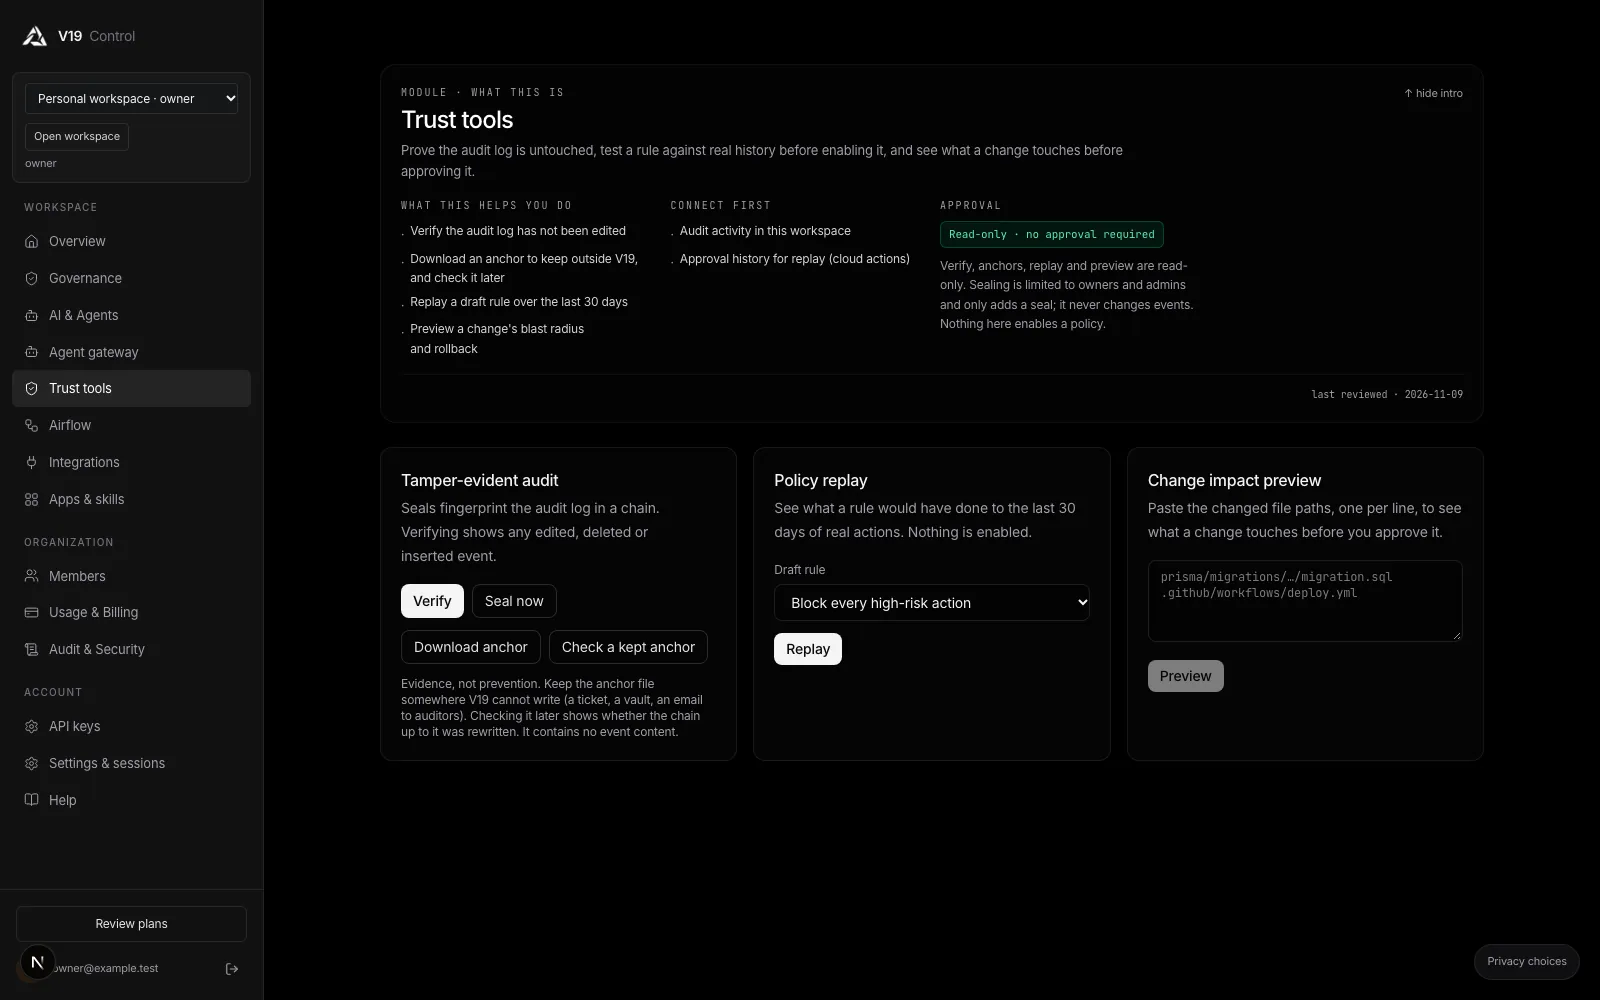 V19 Control
Personal workspace · owner
Open workspace
owner
WORKSPACE
Overview
Governance
AI & Agents
Agent gateway
Trust tools
Airflow
Integrations
Apps & skills
ORGANIZATION
Members
Usage & Billing
Audit & Security
ACCOUNT
API keys
Settings & sessions
Help
Review plans
N
owner@example.test
MODULE · WHAT THIS IS
↑ hide intro
Trust tools
Prove the audit log is untouched, test a rule against real history before enabling it, and see what a change touches before
approving it.
WHAT THIS HELPS YOU DO
. Verify the audit log has not been edited
. Download an anchor to keep outside V19,
and check it later
. Replay a draft rule over the last 30 days
. Preview a change's blast radius
and rollback
CONNECT FIRST
. Audit activity in this workspace
. Approval history for replay (cloud actions)
APPROVAL
Read-only · no approval required
Verify, anchors, replay and preview are read-
only. Sealing is limited to owners and admins
and only adds a seal; it never changes events.
Nothing here enables a policy.
last reviewed · 2026-11-09
Tamper-evident audit
Seals fingerprint the audit log in a chain.
Verifying shows any edited, deleted or
inserted event.
Verify
Seal now
Download anchor
Check a kept anchor
Evidence, not prevention. Keep the anchor file
somewhere V19 cannot write (a ticket, a vault, an email
to auditors). Checking it later shows whether the chain
up to it was rewritten. It contains no event content.
Policy replay
See what a rule would have done to the last 30
days of real actions. Nothing is enabled.
Draft rule
Block every high-risk action
Replay
Change impact preview
Paste the changed file paths, one per line, to see
what a change touches before you approve it.
prisma/migrations/…/migration.sql
.github/workflows/deploy.yml
Preview
Privacy choices